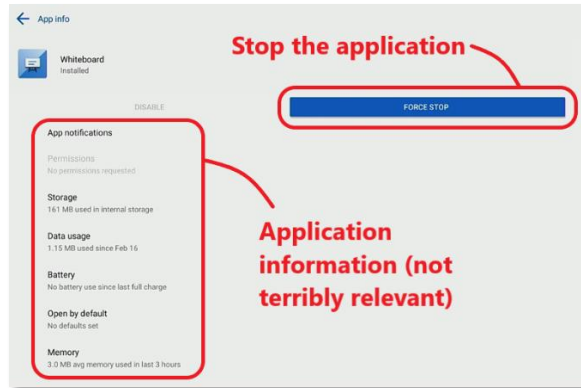 App info
Stop the application
Whiteboard
Installed
DISABLE
FORCE STOP
App notifications
Permissions
No permissions requested
Storage
161 MB used in internal storage
Data usage
1.15 MB used since Feb 16
Application
information (not
terribly relevant)
Battery
No battery use since last full charge
Open by default
No defaults set
Memory
3.0 MB avg memory used in last 3 hours